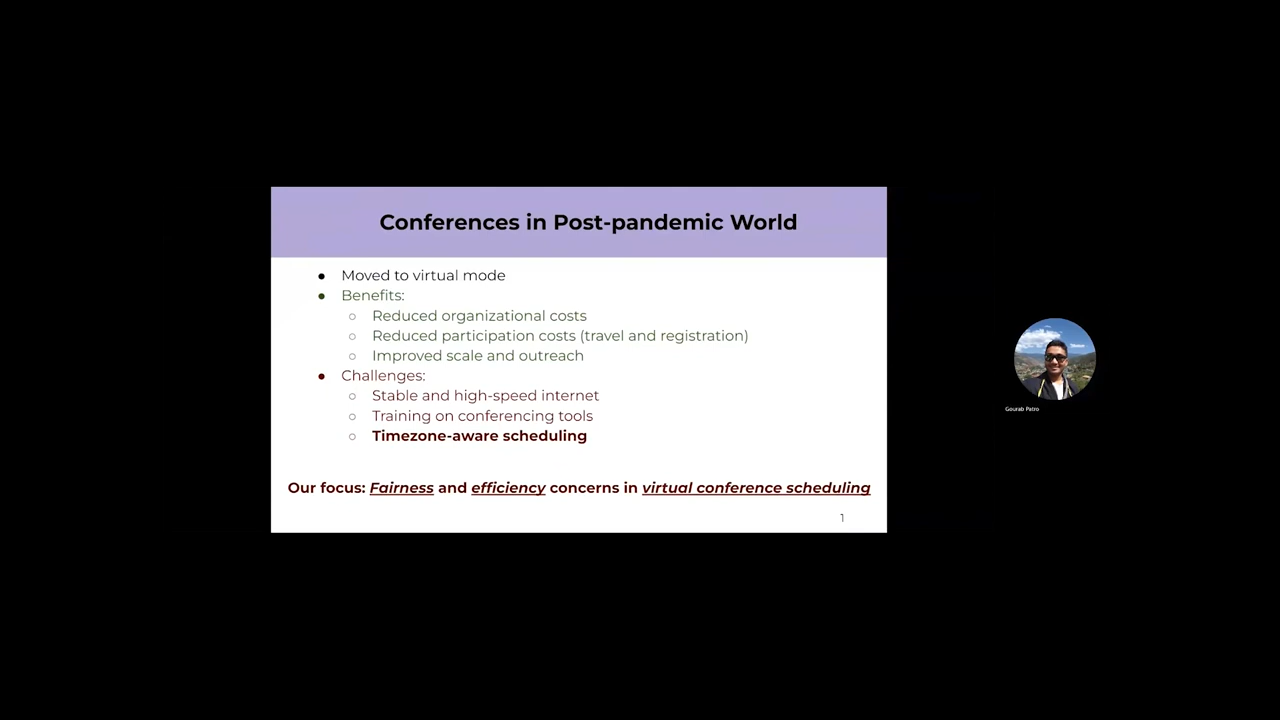 Conferences in Post-pandemic World
● Moved to virtual mode
● Benefits:
○ Reduced organizational costs
○ Reduced participation costs (travel and registration)
○ Improved scale and outreach
● Challenges:
○ Stable and high-speed internet
○ Training on conferencing tools
○ Timezone-aware scheduling
Our focus: Fairness and efficiency concerns in virtual conference scheduling
1
Gourab Patro